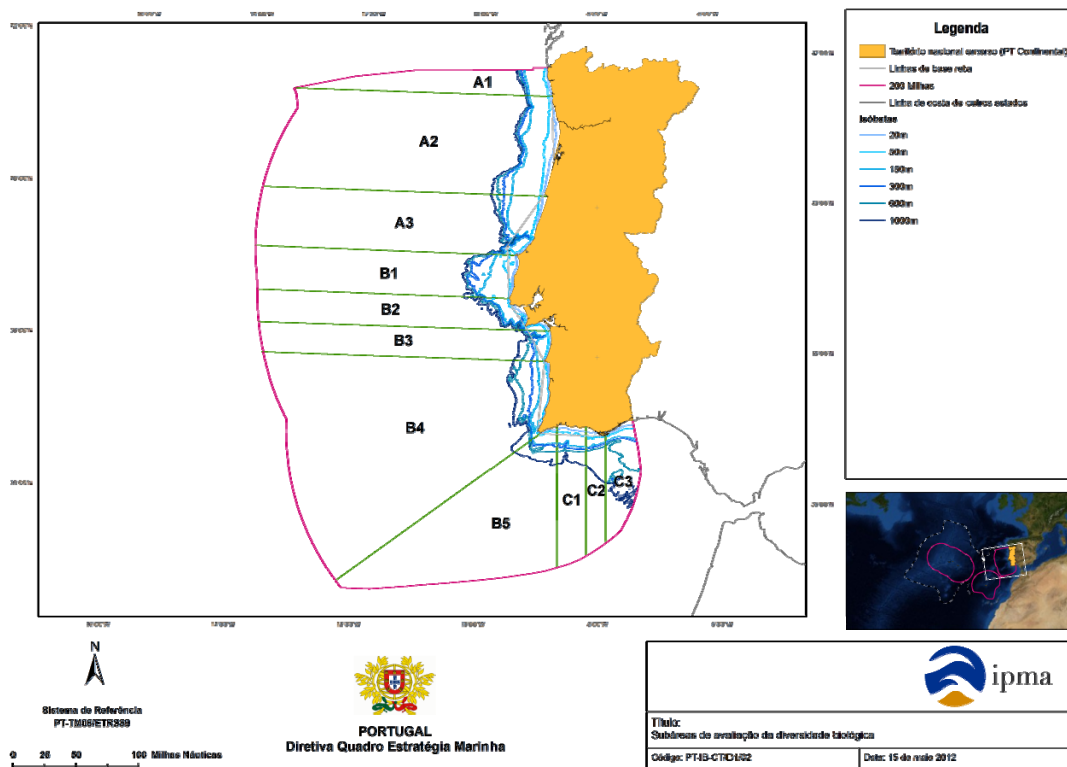 A1
A2
A3
B1
B2
B3
B4
B5
C1
C2
C3
Legenda
Território nacional emerso (PT Continental)
Linhas de base reta
200 Milhas
Linha de costa de outros estados
Isóbatas
20m
50m
150m
300m
600m
1000m
N
Sistema de Referência
PT-TM06/ETRS89
0 25 50 100 Milhas Náuticas
PORTUGAL
Diretiva Quadro Estratégia Marinha
ipma
Título:
Subáreas de avaliação da diversidade biológica
Código: PT-IB-CT/D1/02
Data: 15 de maio 2012